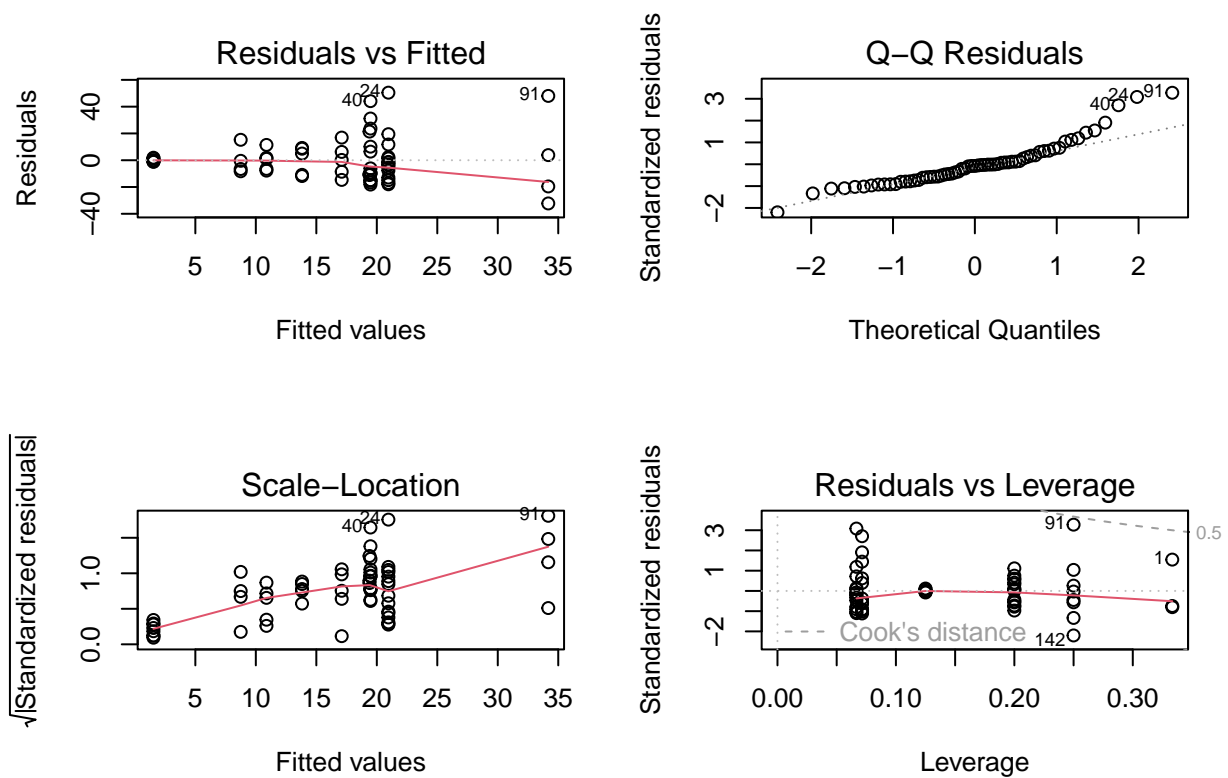 Residuals vs Fitted
Residuals
−40 0 40
40
24
91
5 10 15 20 25 30 35
Fitted values
Q−Q Residuals
Standardized residuals
−2 1 3
40
24
91
−2 −1 0 1 2
Theoretical Quantiles
Scale−Location
√|Standardized residuals|
0.0 1.0
40
24
91
5 10 15 20 25 30 35
Fitted values
Residuals vs Leverage
Standardized residuals
−2 1 3
91
1
0.5
142
Cook's distance
0.00 0.10 0.20 0.30
Leverage